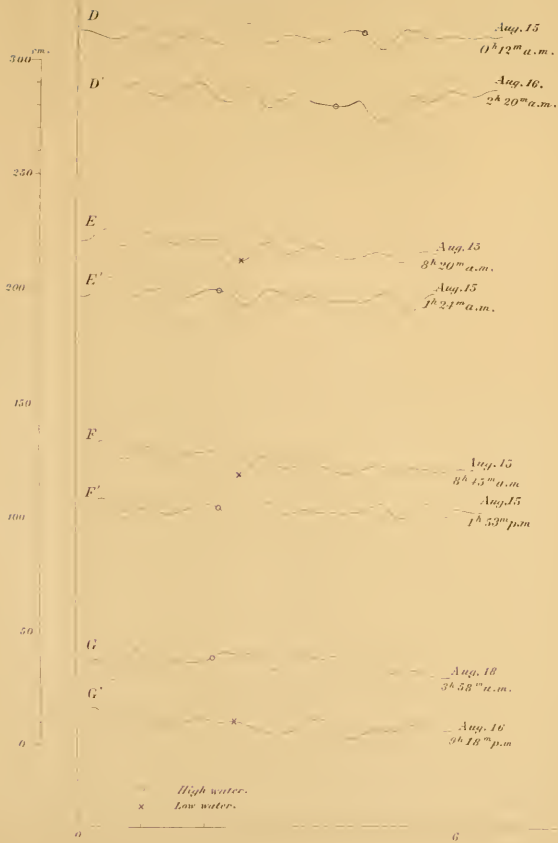 D
Aug. 15
0ʰ 12ᵐ a.m.
cm.
300
D'
Aug. 16.
2ʰ 20ᵐ a.m.
250
E
Aug. 15
8ʰ 20ᵐ a.m.
E'
200
Aug. 15
1ʰ 24ᵐ a.m.
150
F
Aug. 15
8ʰ 45ᵐ a.m
F'
Aug. 15
100
1ʰ 53ᵐ p.m
50
G
Aug. 18
3ʰ 58ᵐ a.m.
G'
Aug. 16
0
9ʰ 18ᵐ p.m
High water.
× Low water.
0 6